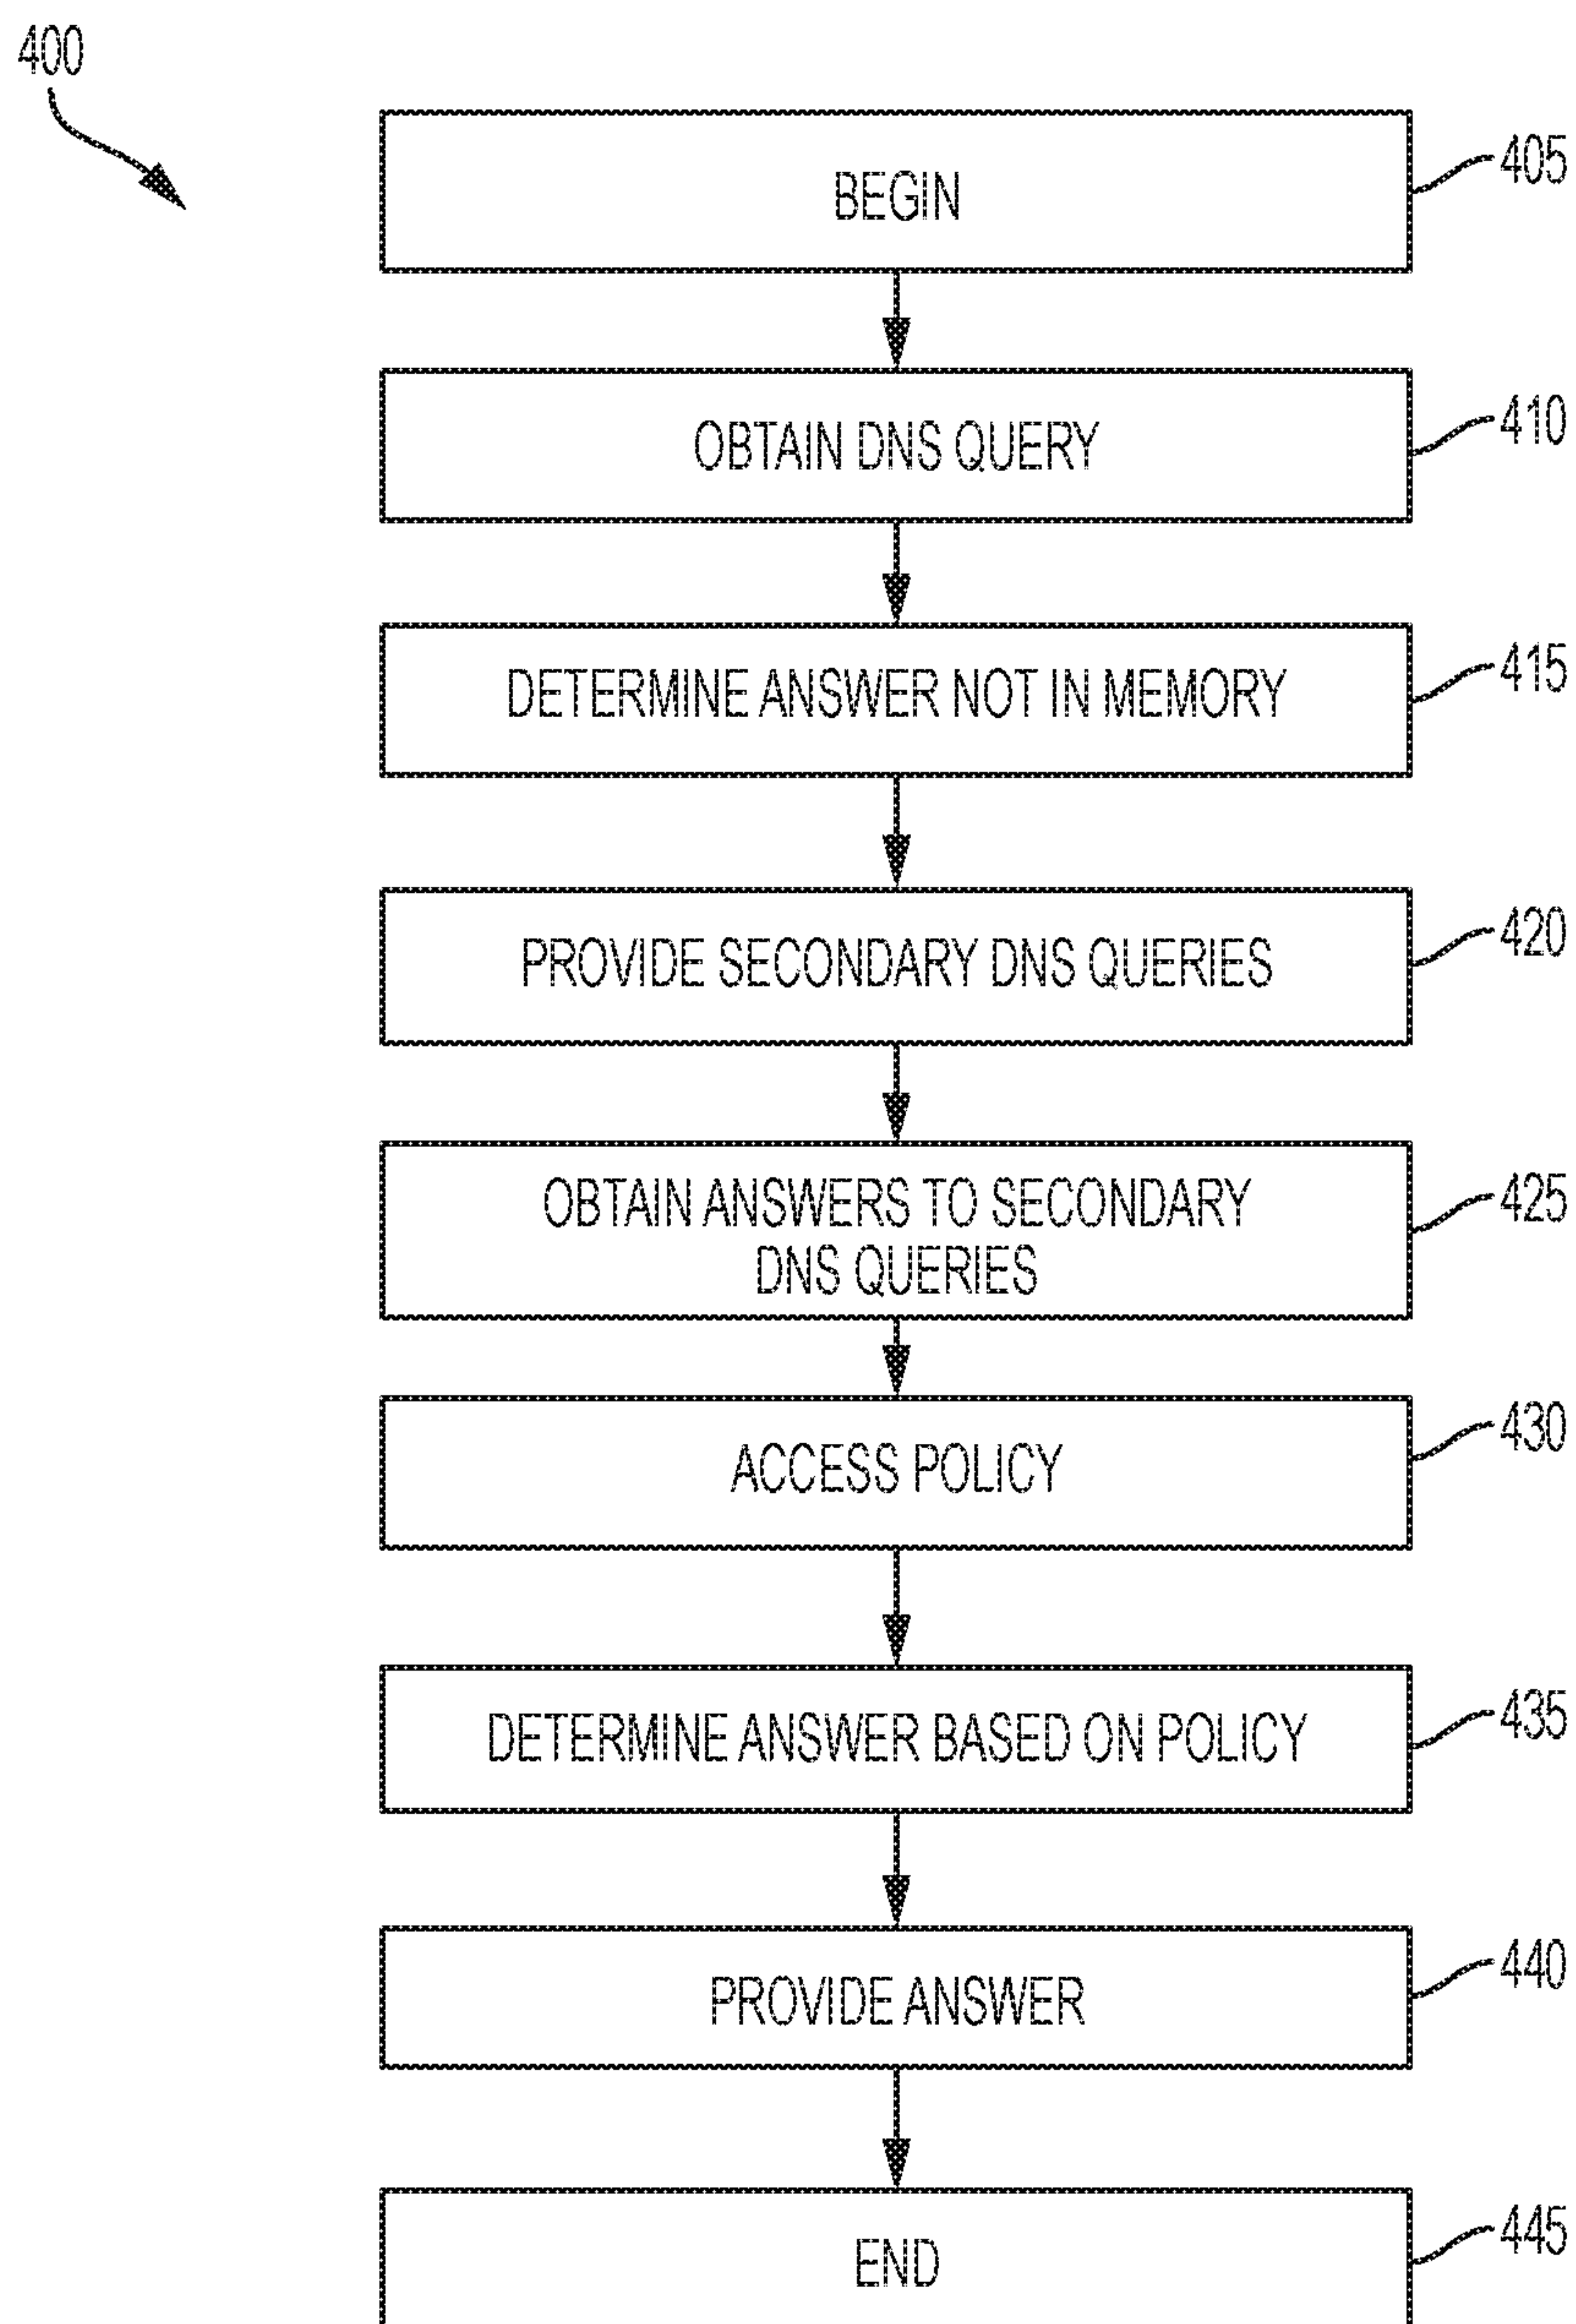 400
BEGIN
405
OBTAIN DNS QUERY
410
DETERMINE ANSWER NOT IN MEMORY
415
PROVIDE SECONDARY DNS QUERIES
420
OBTAIN ANSWERS TO SECONDARY
DNS QUERIES
425
ACCESS POLICY
430
DETERMINE ANSWER BASED ON POLICY
435
PROVIDE ANSWER
440
END
445